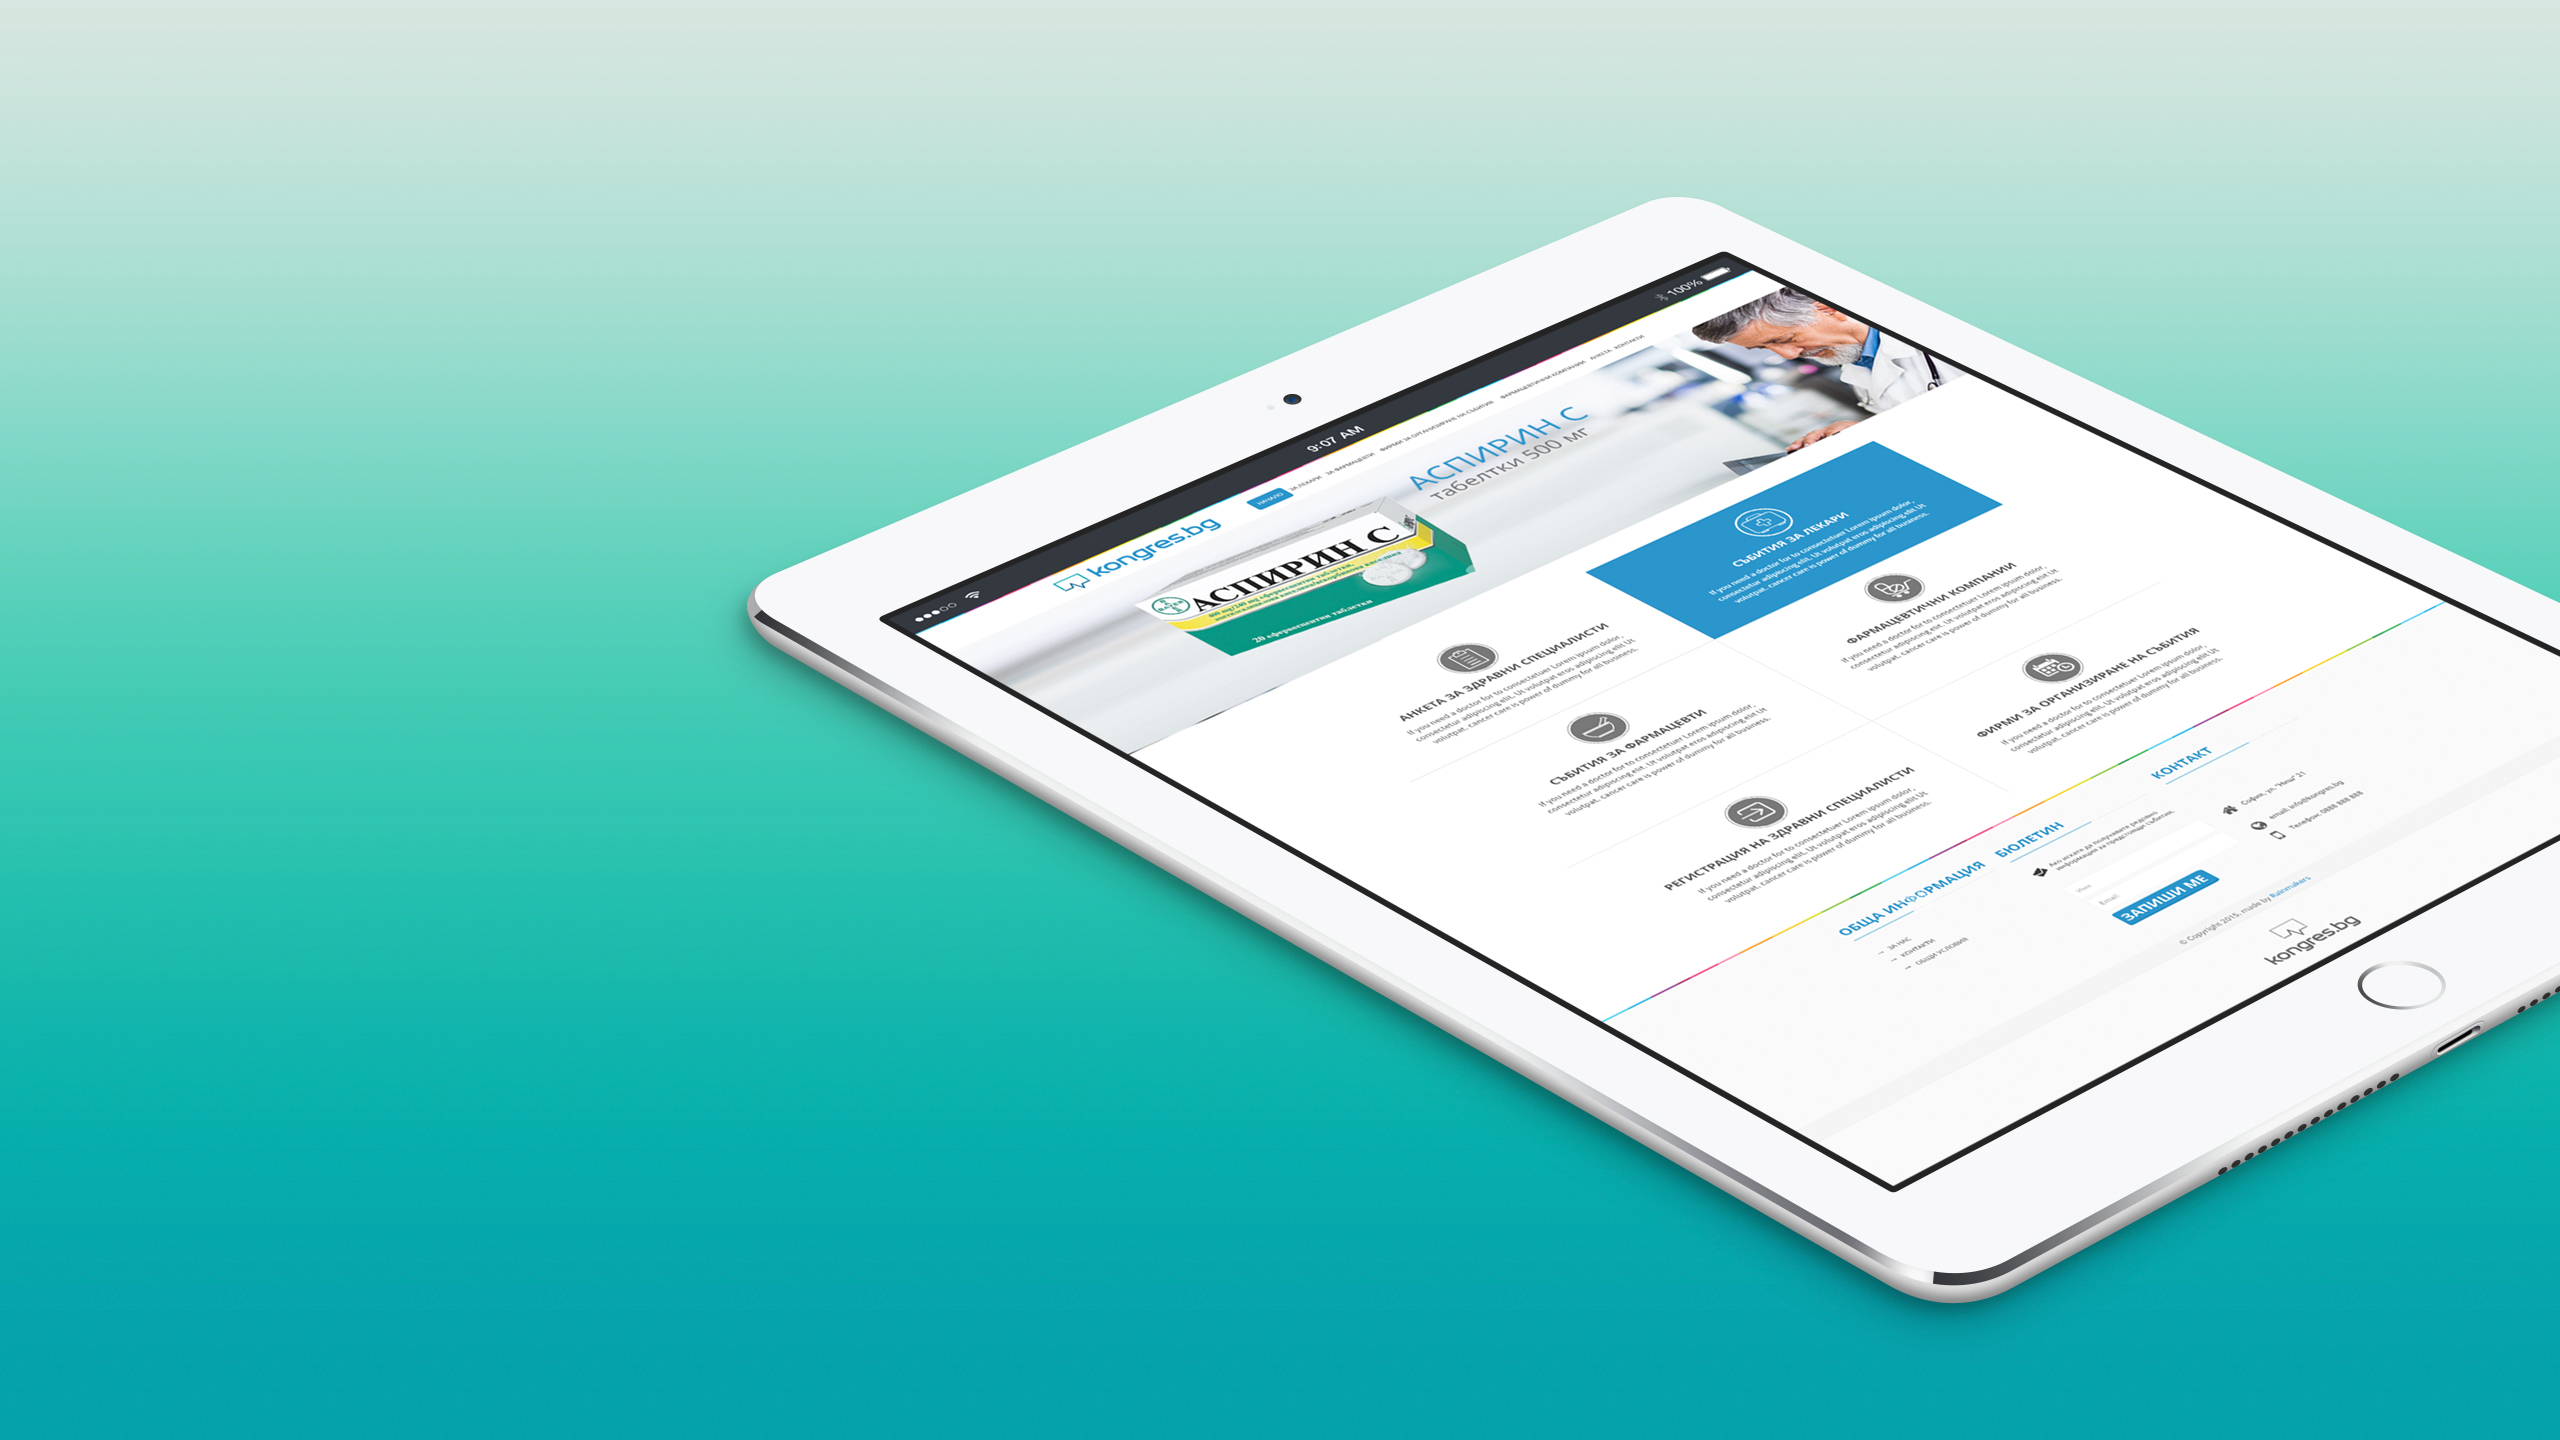 9:07 AM
100%
kongres.bg
НАЧАЛО
ЗА ЛЕКАРИ
ЗА ФАРМАЦЕВТИ
ФИРМИ ЗА ОРГАНИЗИРАНЕ НА СЪБИТИЯ
ФАРМАЦЕВТИЧНИ КОМПАНИИ
АНКЕТА
КОНТАКТИ
АСПИРИН C
таблетки 500 мг
BAYER
АСПИРИН C
20 ефервесцентни таблетки
СЪБИТИЯ ЗА ЛЕКАРИ
If you need a doctor for to consectetuer Lorem ipsum dolor,
consectetur adipiscing elit. Ut volutpat eros adipiscing elit Ut
volutpat. cancer care is power of dummy for all business.
АНКЕТА ЗА ЗДРАВНИ СПЕЦИАЛИСТИ
If you need a doctor for to consectetuer Lorem ipsum dolor,
consectetur adipiscing elit. Ut volutpat eros adipiscing elit Ut
volutpat. cancer care is power of dummy for all business.
ФАРМАЦЕВТИЧНИ КОМПАНИИ
If you need a doctor for to consectetuer Lorem ipsum dolor,
consectetur adipiscing elit. Ut volutpat eros adipiscing elit Ut
volutpat. cancer care is power of dummy for all business.
СЪБИТИЯ ЗА ФАРМАЦЕВТИ
If you need a doctor for to consectetuer Lorem ipsum dolor,
consectetur adipiscing elit. Ut volutpat eros adipiscing elit Ut
volutpat. cancer care is power of dummy for all business.
ФИРМИ ЗА ОРГАНИЗИРАНЕ НА СЪБИТИЯ
If you need a doctor for to consectetuer Lorem ipsum dolor,
consectetur adipiscing elit. Ut volutpat eros adipiscing elit Ut
volutpat. cancer care is power of dummy for all business.
РЕГИСТРАЦИЯ НА ЗДРАВНИ СПЕЦИАЛИСТИ
If you need a doctor for to consectetuer Lorem ipsum dolor,
consectetur adipiscing elit. Ut volutpat eros adipiscing elit Ut
volutpat. cancer care is power of dummy for all business.
ОБЩА ИНФОРМАЦИЯ
→ ЗА НАС
→ КОНТАКТИ
→ ОБЩИ УСЛОВИЯ
БЮЛЕТИН
Ако искате да получавате редовно
информация за предстоящи събития.
Име
Email
ЗАПИШИ МЕ
КОНТАКТ
София, ул. "Ниш" 21
email: info@kongres.bg
Телефон: 0888 888 888
© Copyright 2015, made by Rainmakers
kongres.bg